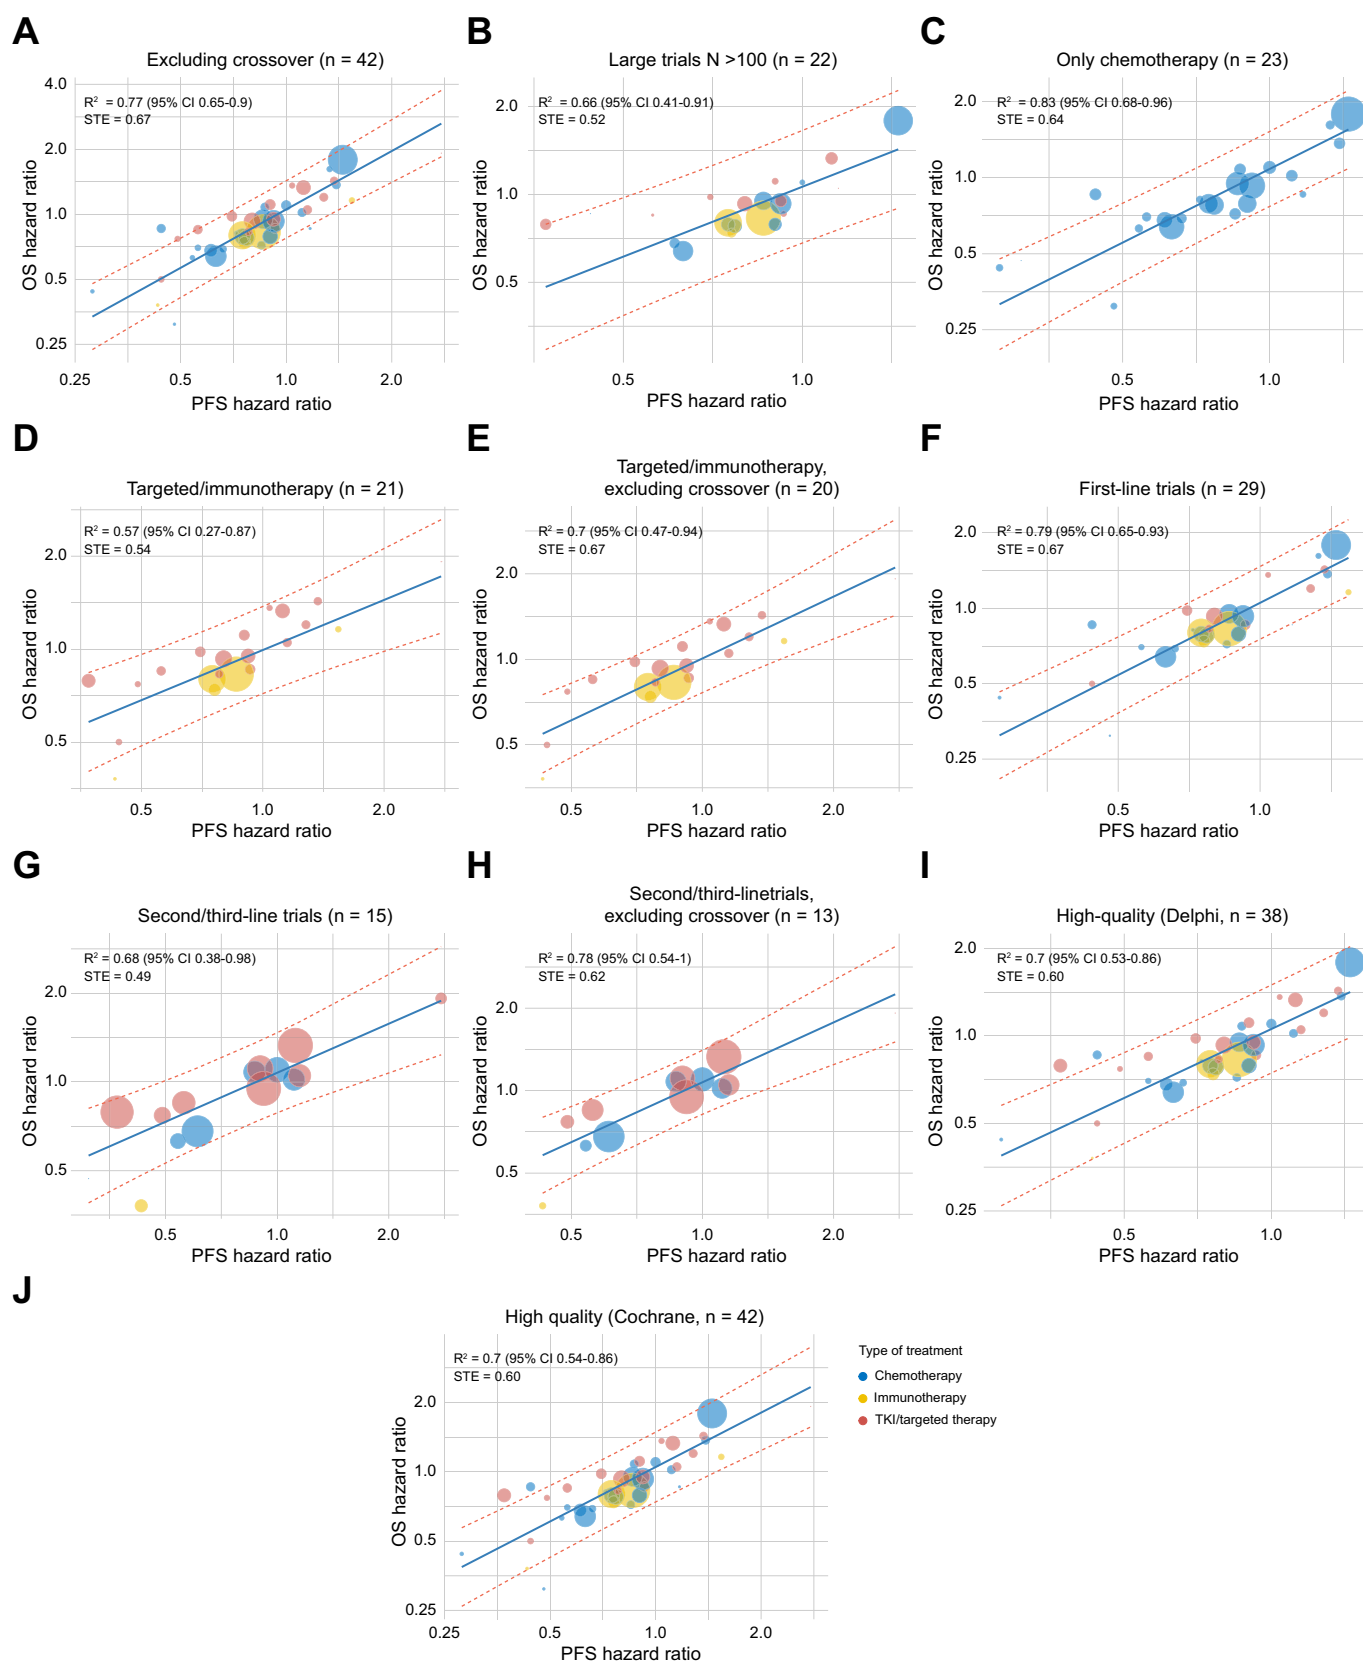 A
Excluding crossover (n = 42)
R² = 0.77 (95% CI 0.65-0.9)
STE = 0.67
OS hazard ratio
4.0
2.0
1.0
0.5
0.25
0.25 0.5 1.0 2.0
PFS hazard ratio
B
Large trials N >100 (n = 22)
R² = 0.66 (95% CI 0.41-0.91)
STE = 0.52
OS hazard ratio
2.0
1.0
0.5
0.5 1.0
PFS hazard ratio
C
Only chemotherapy (n = 23)
R² = 0.83 (95% CI 0.68-0.96)
STE = 0.64
OS hazard ratio
2.0
1.0
0.5
0.25
0.5 1.0
PFS hazard ratio
D
Targeted/immunotherapy (n = 21)
R² = 0.57 (95% CI 0.27-0.87)
STE = 0.54
OS hazard ratio
2.0
1.0
0.5
0.5 1.0 2.0
PFS hazard ratio
E
Targeted/immunotherapy,
excluding crossover (n = 20)
R² = 0.7 (95% CI 0.47-0.94)
STE = 0.67
OS hazard ratio
2.0
1.0
0.5
0.5 1.0 2.0
PFS hazard ratio
F
First-line trials (n = 29)
R² = 0.79 (95% CI 0.65-0.93)
STE = 0.67
OS hazard ratio
2.0
1.0
0.5
0.25
0.5 1.0
PFS hazard ratio
G
Second/third-line trials (n = 15)
R² = 0.68 (95% CI 0.38-0.98)
STE = 0.49
OS hazard ratio
2.0
1.0
0.5
0.5 1.0 2.0
PFS hazard ratio
H
Second/third-linetrials,
excluding crossover (n = 13)
R² = 0.78 (95% CI 0.54-1)
STE = 0.62
OS hazard ratio
2.0
1.0
0.5
0.5 1.0 2.0
PFS hazard ratio
I
High-quality (Delphi, n = 38)
R² = 0.7 (95% CI 0.53-0.86)
STE = 0.60
OS hazard ratio
2.0
1.0
0.5
0.25
0.5 1.0
PFS hazard ratio
J
High quality (Cochrane, n = 42)
R² = 0.7 (95% CI 0.54-0.86)
STE = 0.60
OS hazard ratio
2.0
1.0
0.5
0.25
0.25 0.5 1.0 2.0
PFS hazard ratio
Type of treatment
Chemotherapy
Immunotherapy
TKI/targeted therapy